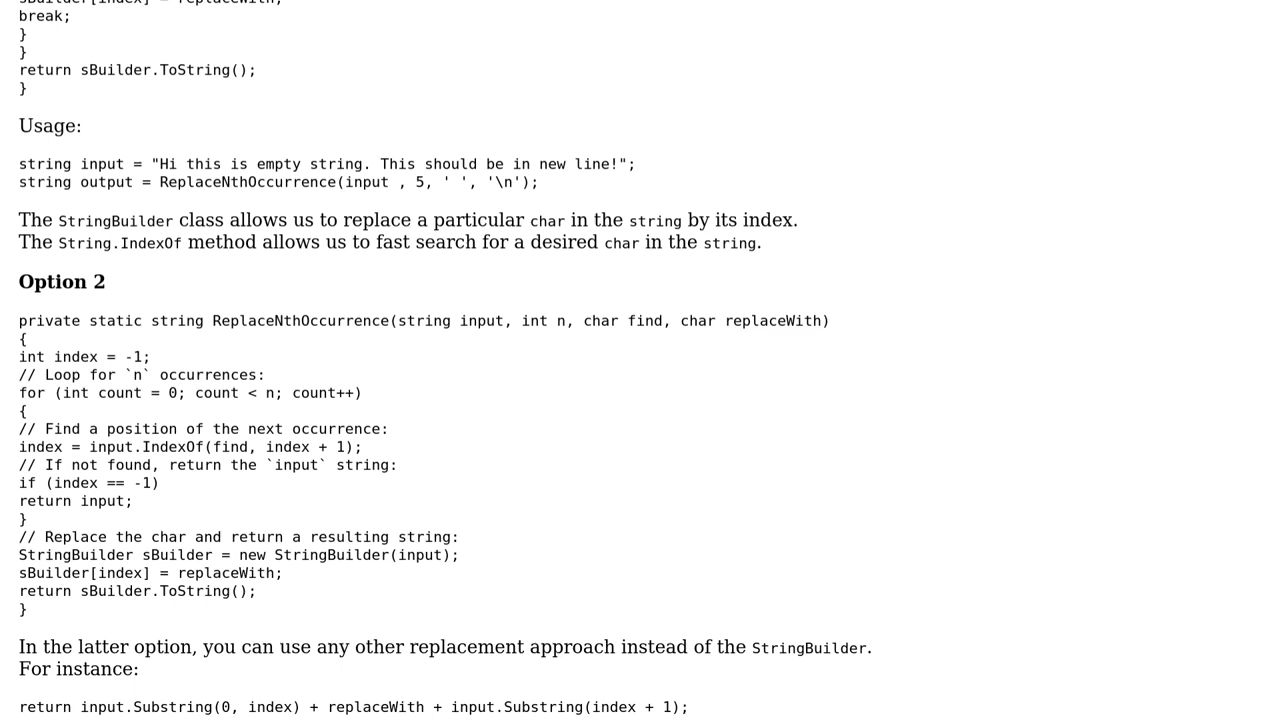 sBuilder[index] = replaceWith;
break;
}
}
return sBuilder.ToString();
}
Usage:
string input = "Hi this is empty string. This should be in new line!";
string output = ReplaceNthOccurrence(input , 5, ' ', '\n');
The StringBuilder class allows us to replace a particular char in the string by its index.
The String.IndexOf method allows us to fast search for a desired char in the string.
Option 2
private static string ReplaceNthOccurrence(string input, int n, char find, char replaceWith)
{
int index = -1;
// Loop for `n` occurrences:
for (int count = 0; count < n; count++)
{
// Find a position of the next occurrence:
index = input.IndexOf(find, index + 1);
// If not found, return the `input` string:
if (index == -1)
return input;
}
// Replace the char and return a resulting string:
StringBuilder sBuilder = new StringBuilder(input);
sBuilder[index] = replaceWith;
return sBuilder.ToString();
}
In the latter option, you can use any other replacement approach instead of the StringBuilder.
For instance:
return input.Substring(0, index) + replaceWith + input.Substring(index + 1);